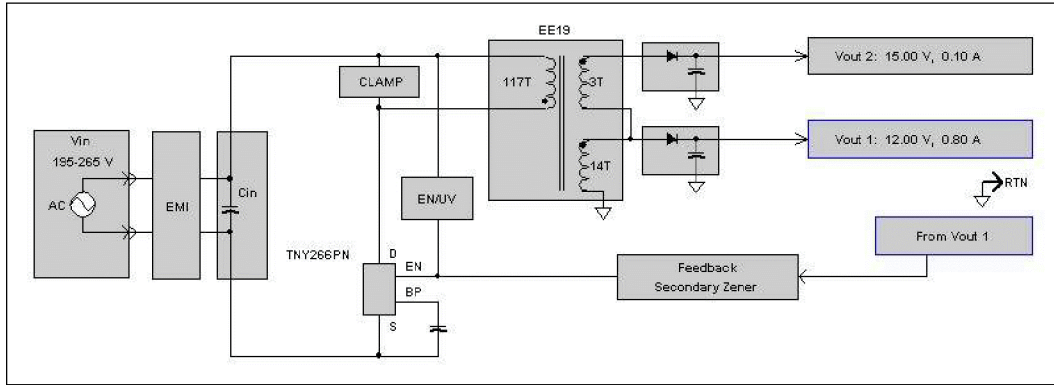 EE19
Vout 2: 15.00 V, 0.10 A
CLAMP
117T
3T
Vin
195-265 V
Vout 1: 12.00 V, 0.80 A
14T
AC
EMI
Cin
EN/UV
RTN
From Vout 1
TNY266PN
D
EN
BP
S
Feedback
Secondary Zener